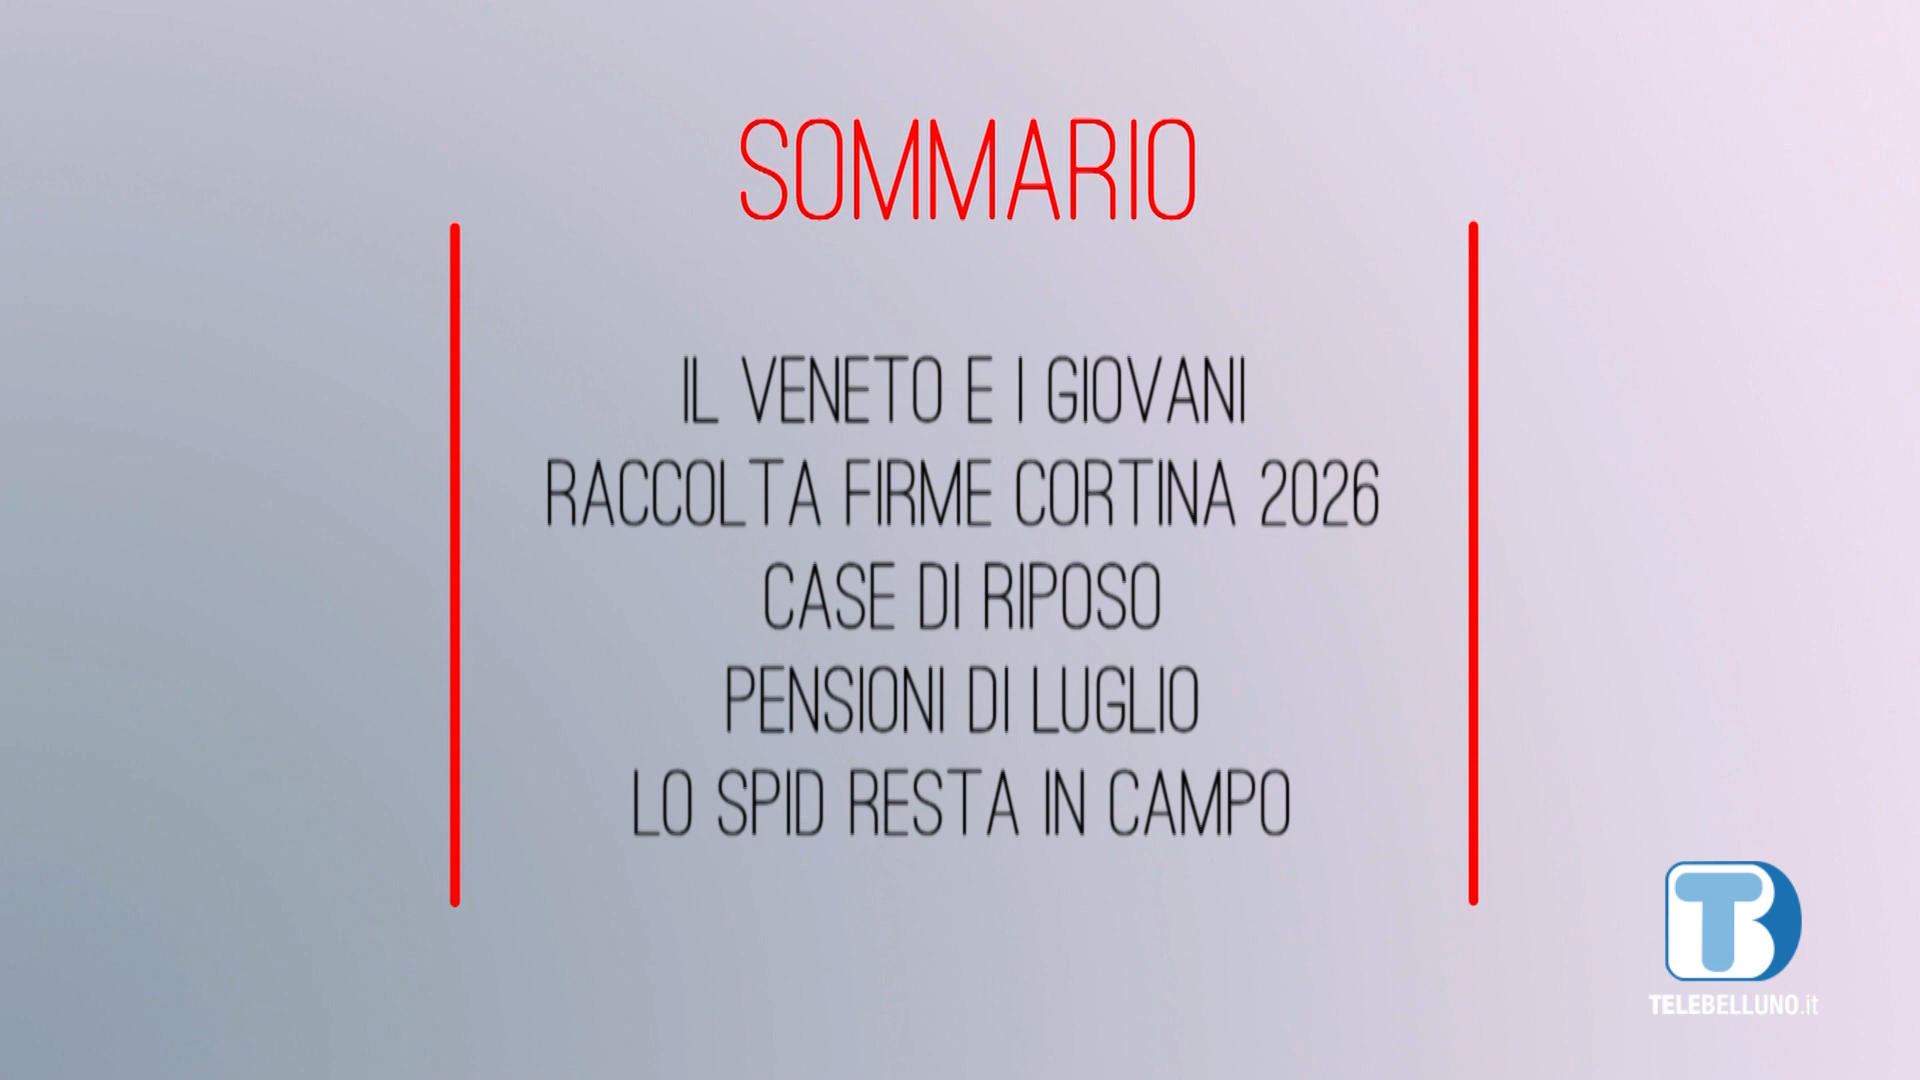 SOMMARIO
IL VENETO E I GIOVANI
RACCOLTA FIRME CORTINA 2026
CASE DI RIPOSO
PENSIONI DI LUGLIO
LO SPID RESTA IN CAMPO
TB
TELEBELLUNO.it